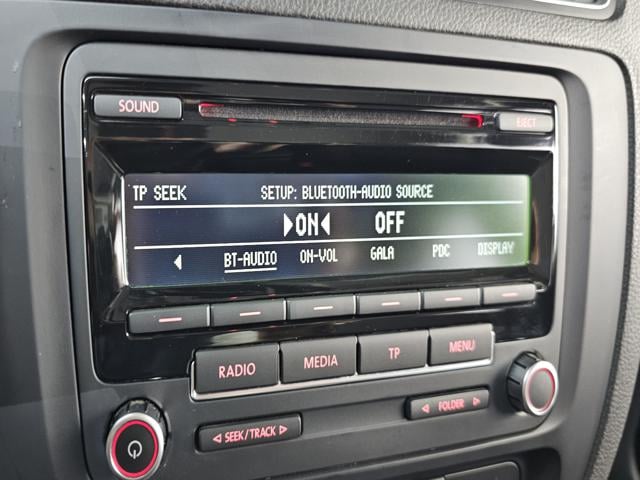 SOUND
EJECT
TP SEEK SETUP: BLUETOOTH-AUDIO SOURCE
ON OFF
BT-AUDIO ON-VOL GALA PDC DISPLAY
RADIO MEDIA TP MENU
SEEK/TRACK FOLDER